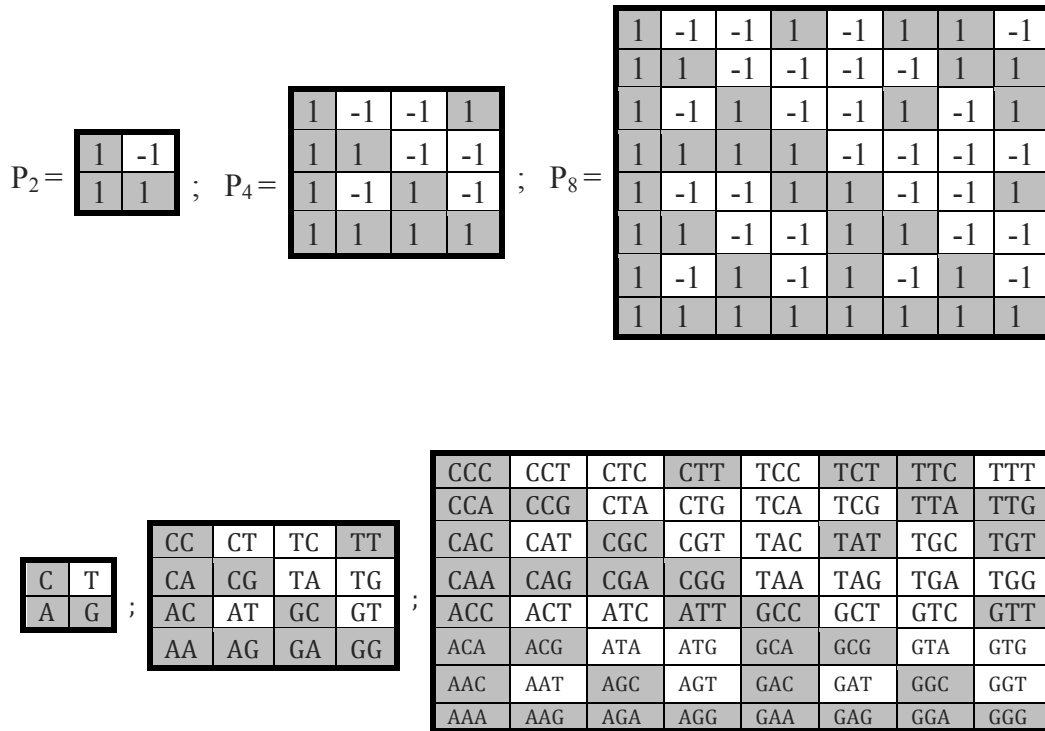 P2 = 1 -1 ; P4 = 1 -1 -1 1 ; P8 = 1 -1 -1 1 -1 1 1 -1
1 1 1 1 -1 -1 1 1 -1 -1 -1 -1 1 1
1 -1 1 -1 1 -1 1 -1 -1 1 -1 1
1 1 1 1 1 1 1 1 -1 -1 -1 -1
1 -1 -1 1 1 -1 -1 1
1 1 -1 -1 1 1 -1 -1
1 -1 1 -1 1 -1 1 -1
1 1 1 1 1 1 1 1
C T ; CC CT TC TT ; CCC CCT CTC CTT TCC TCT TTC TTT
A G CA CG TA TG CCA CCG CTA CTG TCA TCG TTA TTG
AC AT GC GT CAC CAT CGC CGT TAC TAT TGC TGT
AA AG GA GG CAA CAG CGA CGG TAA TAG TGA TGG
ACC ACT ATC ATT GCC GCT GTC GTT
ACA ACG ATA ATG GCA GCG GTA GTG
AAC AAT AGC AGT GAC GAT GGC GGT
AAA AAG AGA AGG GAA GAG GGA GGG